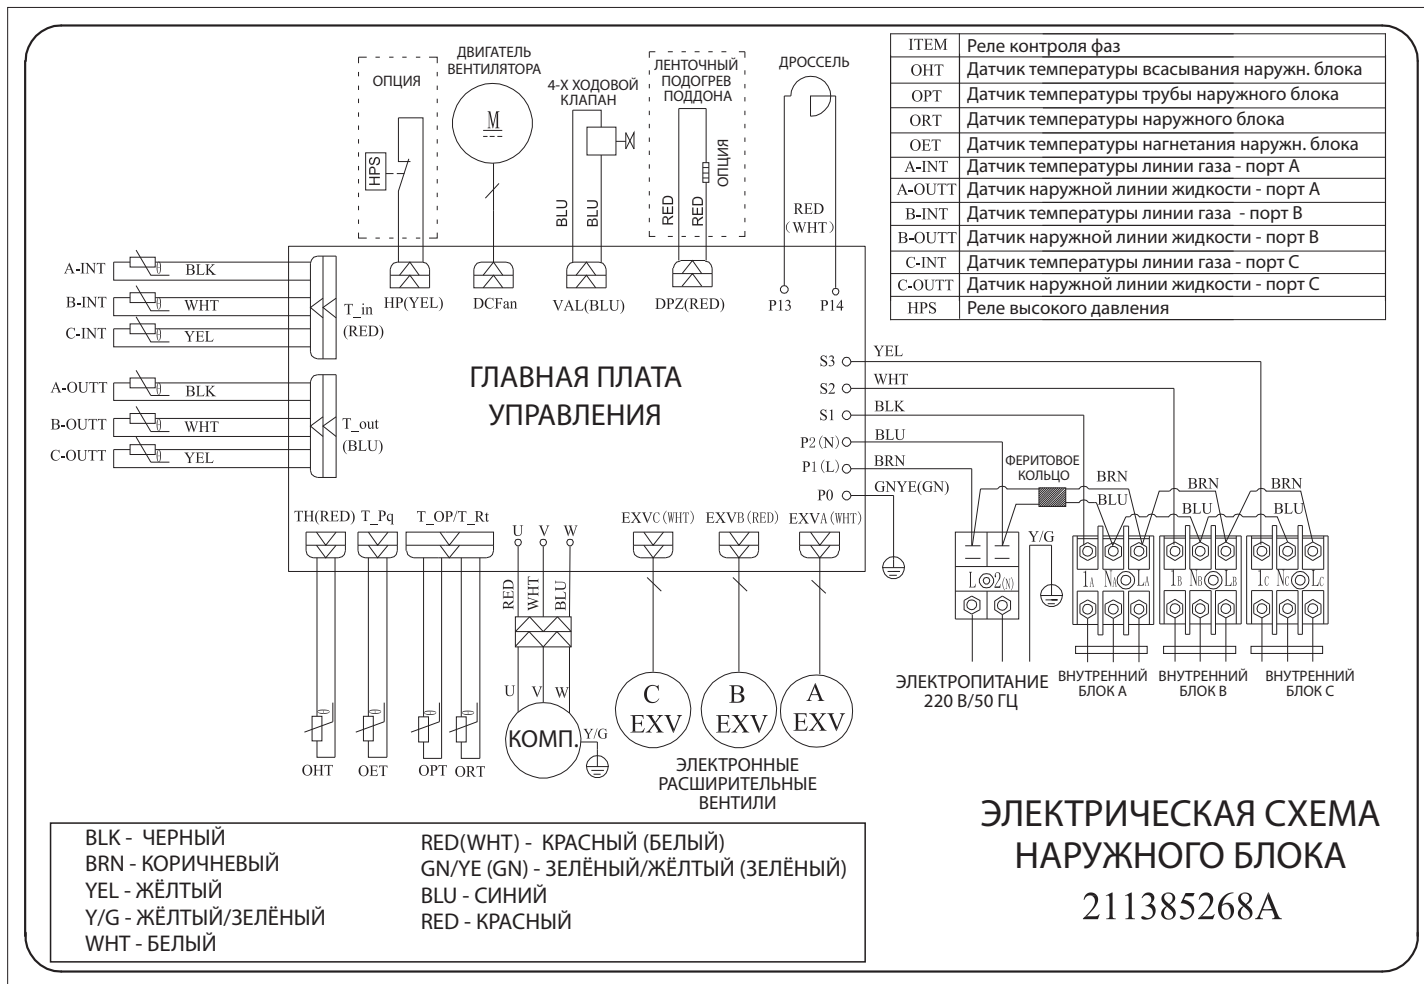 ОПЦИЯ
HPS
ДВИГАТЕЛЬ
ВЕНТИЛЯТОРА
M
4-Х ХОДОВОЙ
КЛАПАН
BLU
BLU
ЛЕНТОЧНЫЙ
ПОДОГРЕВ
ПОДДОНА
RED
RED
ОПЦИЯ
ДРОССЕЛЬ
RED
(WHT)
ITEM Реле контроля фаз
OHT Датчик температуры всасывания наружн. блока
OPT Датчик температуры трубы наружного блока
ORT Датчик температуры наружного блока
OET Датчик температуры нагнетания наружн. блока
A-INT Датчик температуры линии газа - порт A
A-OUTT Датчик наружной линии жидкости - порт A
B-INT Датчик температуры линии газа - порт B
B-OUTT Датчик наружной линии жидкости - порт B
C-INT Датчик температуры линии газа - порт C
C-OUTT Датчик наружной линии жидкости - порт C
HPS Реле высокого давления
HP(YEL) DCFan VAL(BLU) DPZ(RED) P13 P14
A-INT BLK
B-INT WHT
C-INT YEL
T_in
(RED)
A-OUTT BLK
B-OUTT WHT
C-OUTT YEL
T_out
(BLU)
ГЛАВНАЯ ПЛАТА
УПРАВЛЕНИЯ
S3 YEL
S2 WHT
S1 BLK
P2(N) BLU
P1(L) BRN
P0 GNYE(GN)
ФЕРИТОВОЕ
КОЛЬЦО
BRN BRN BRN
BLU BLU BLU
Y/G
L 2(N)
1A NA LA
1B NB LB
1C NC LC
ЭЛЕКТРОПИТАНИЕ
220 В/50 ГЦ
ВНУТРЕННИЙ
БЛОК А
ВНУТРЕННИЙ
БЛОК В
ВНУТРЕННИЙ
БЛОК С
TH(RED) T_Pq T_OP/T_Rt U V W EXVC(WHT) EXVB(RED) EXVA(WHT)
RED WHT BLU
U V W
КОМП.
Y/G
OHT OET OPT ORT
C
EXV
B
EXV
A
EXV
ЭЛЕКТРОННЫЕ
РАСШИРИТЕЛЬНЫЕ
ВЕНТИЛИ
BLK - ЧЕРНЫЙ
BRN - КОРИЧНЕВЫЙ
YEL - ЖЁЛТЫЙ
Y/G - ЖЁЛТЫЙ/ЗЕЛЁНЫЙ
WHT - БЕЛЫЙ
RED(WHT) - КРАСНЫЙ (БЕЛЫЙ)
GN/YE (GN) - ЗЕЛЁНЫЙ/ЖЁЛТЫЙ (ЗЕЛЁНЫЙ)
BLU - СИНИЙ
RED - КРАСНЫЙ
ЭЛЕКТРИЧЕСКАЯ СХЕМА
НАРУЖНОГО БЛОКА
211385268A